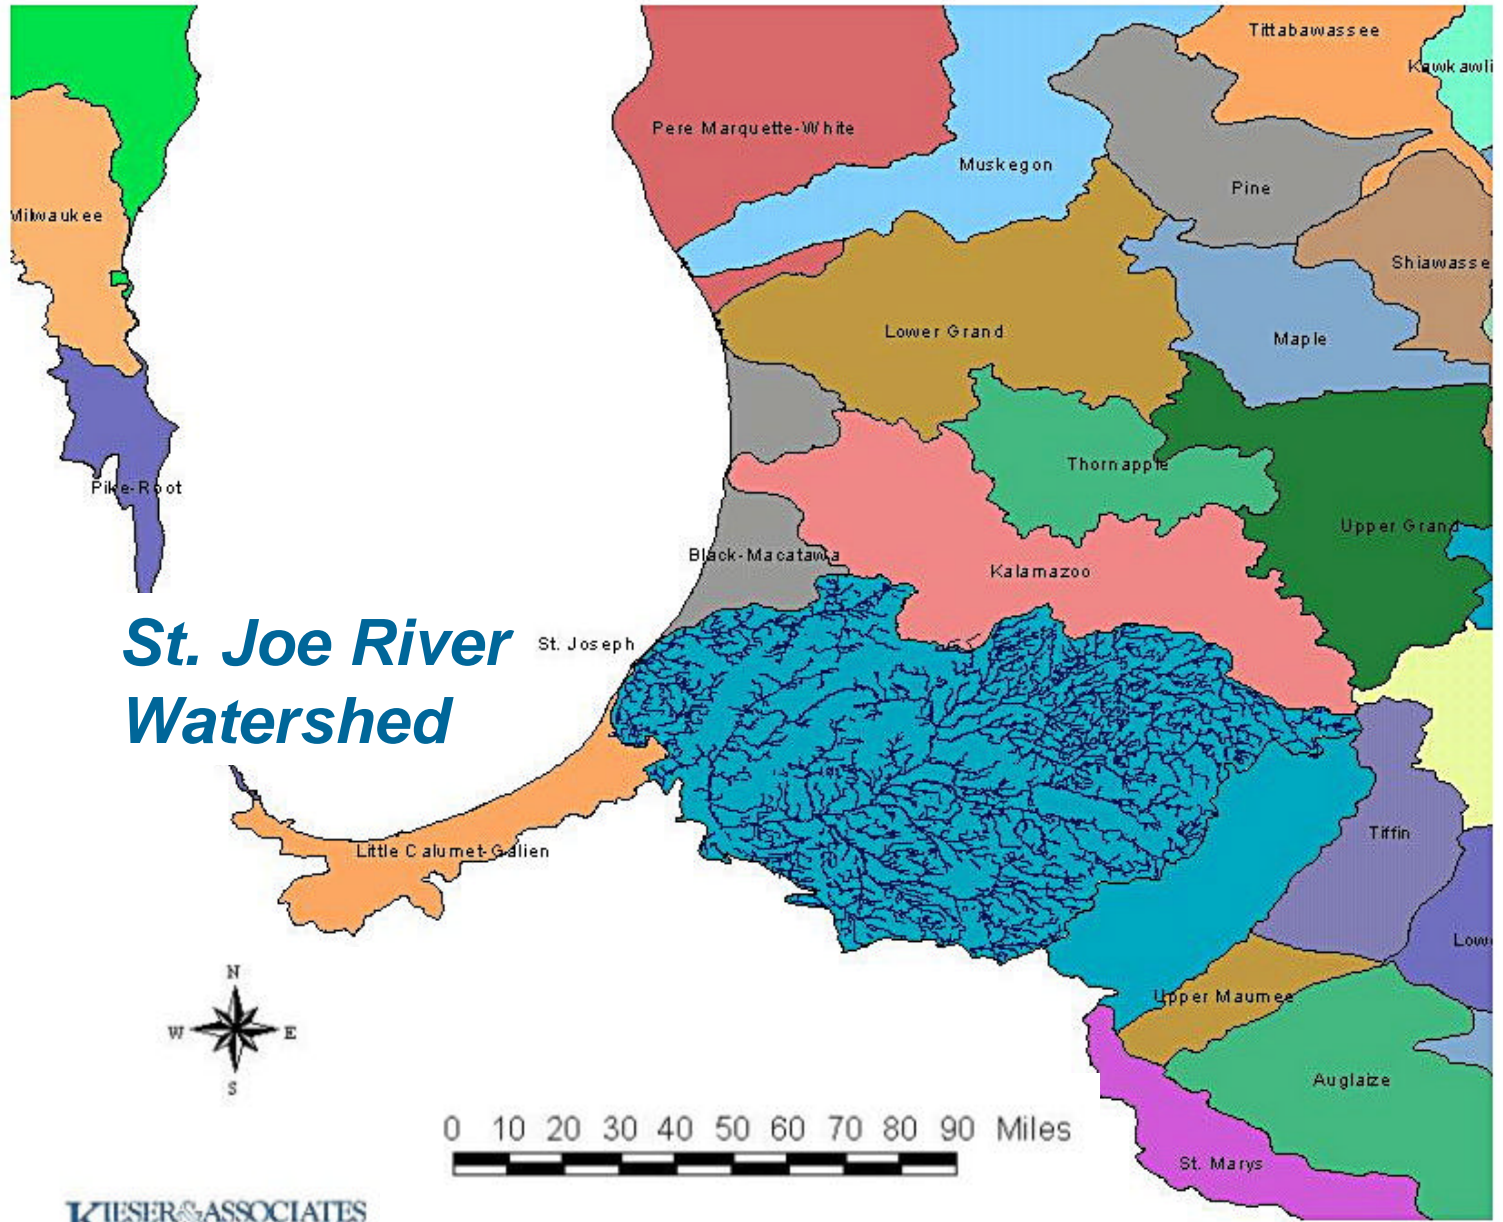 Tittabawassee
Kawkawli
Pere Marquette-White
Muskegon
Pine
Milwaukee
Shiawasse
Lower Grand
Maple
Thornapple
Pike-Root
Upper Grand
Black-Macatawa
Kalamazoo
St. Joe River
Watershed
St. Joseph
Tiffin
Little Calumet-Galien
Low
N
W E
S
Upper Maumee
Auglaize
0 10 20 30 40 50 60 70 80 90 Miles
St. Marys
KIESER&ASSOCIATES